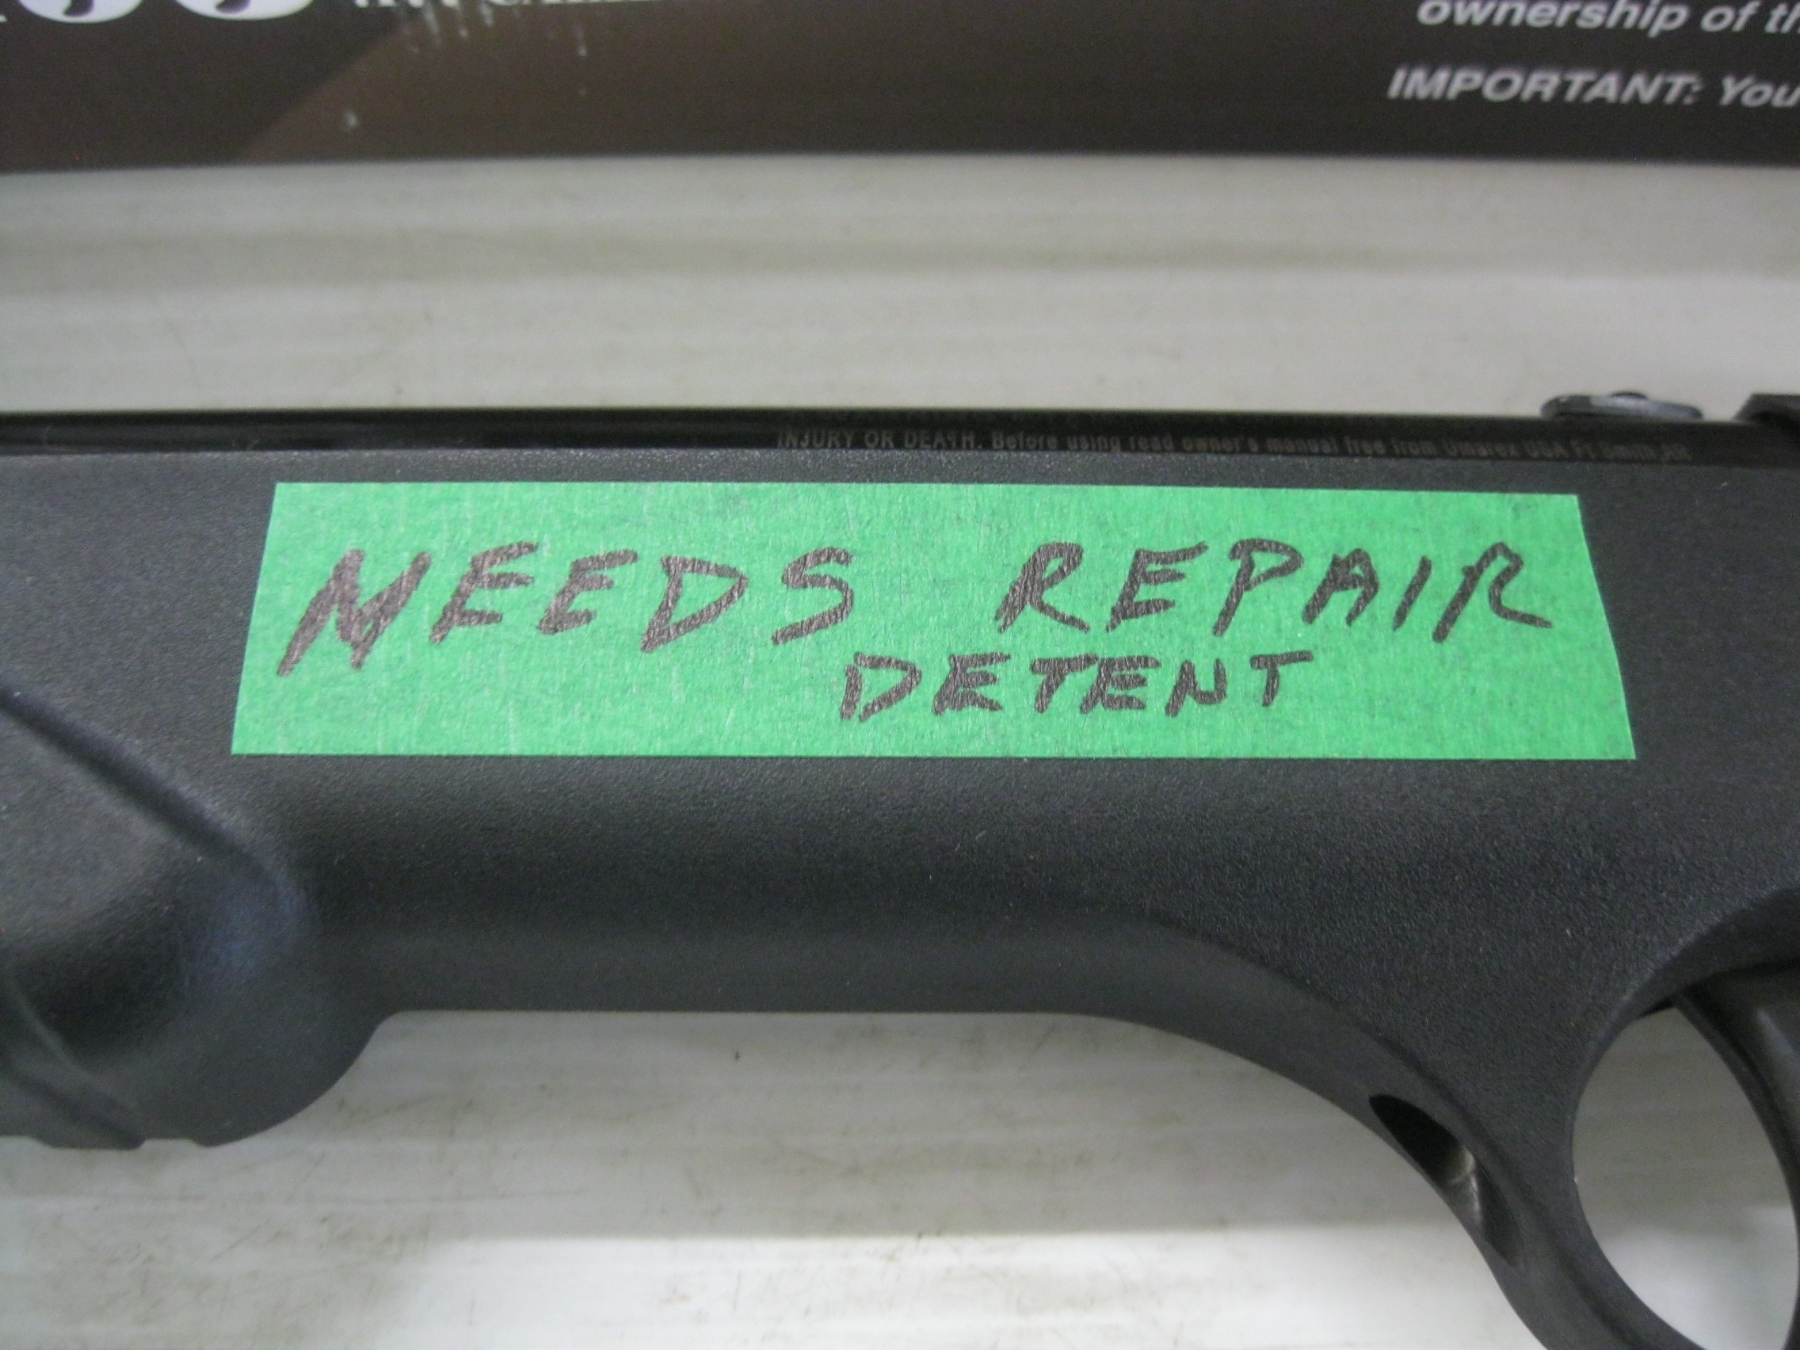 ownership of
IMPORTANT: You
INJURY OR DEATH. Before using read owner's manual free from Umarex USA Ft Smith, AR
NEEDS REPAIR
DETENT